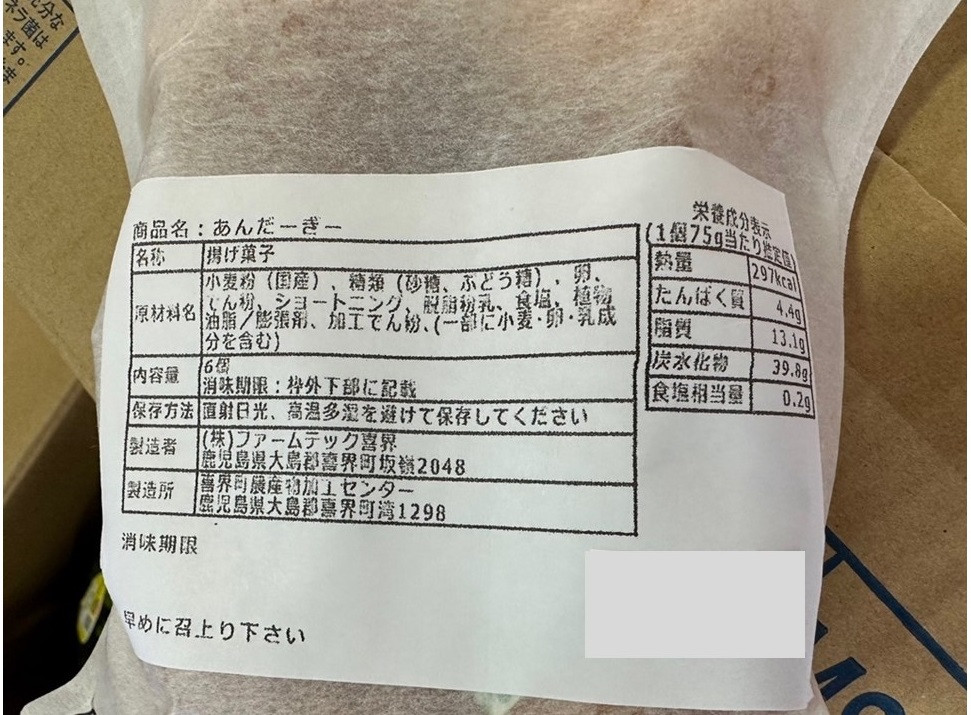 商品名：あんだーぎー
名称 揚げ菓子
原材料名 小麦粉（国産）、糖類（砂糖、ぶどう糖）、卵、
でん粉、ショートニング、脱脂粉乳、食塩、植物
油脂／膨張剤、加工でん粉、(一部に小麦・卵・乳成
分を含む)
内容量 6個
消味期限：枠外下部に記載
保存方法 直射日光、高温多湿を避けて保存してください
製造者 (株)ファームテック喜界
鹿児島県大島郡喜界町坂嶺2048
製造所 喜界町農産物加工センター
鹿児島県大島郡喜界町湾1298
消味期限
早めに召上り下さい
栄養成分表示
(1個75g当たり推定値)
熱量 297kcal
たんぱく質 4.4g
脂質 13.1g
炭水化物 39.8g
食塩相当量 0.2g
ネラ菌は
ます。